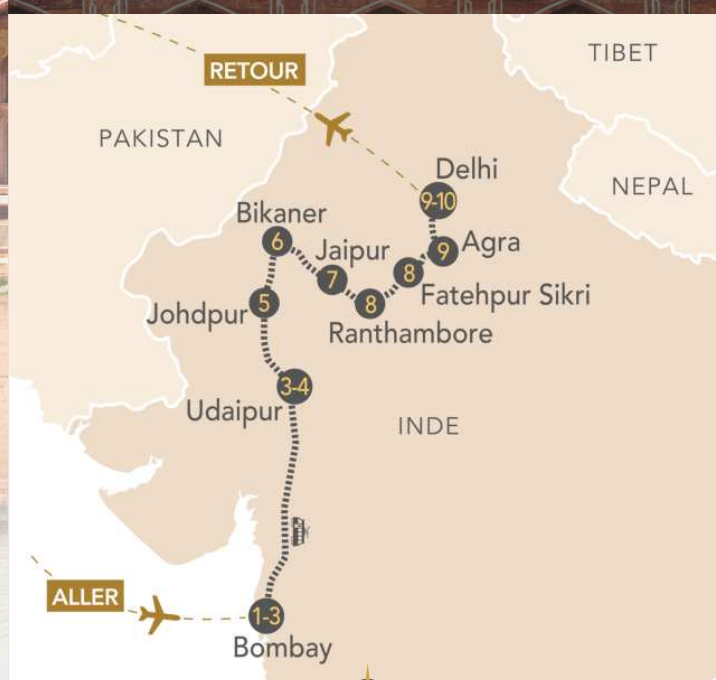 TIBET
RETOUR
PAKISTAN
NEPAL
Delhi
9-10
Bikaner
6
Jaipur
7
Agra
9
8
Fatehpur Sikri
Johdpur
5
8
Ranthambore
3-4
Udaipur
INDE
ALLER
1-3
Bombay